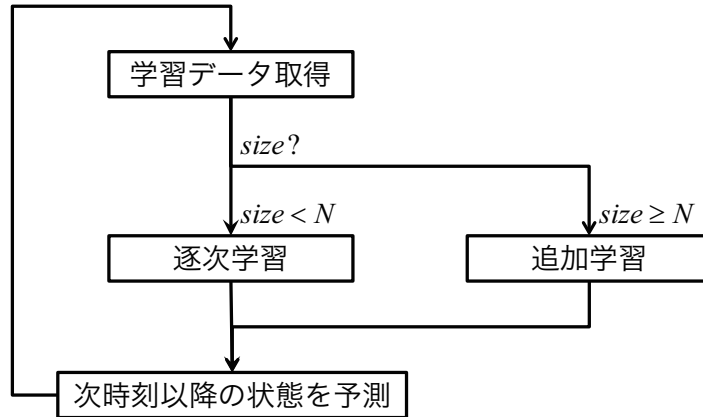 学習データ取得
size?
size < N
size ≥ N
逐次学習
追加学習
次時刻以降の状態を予測